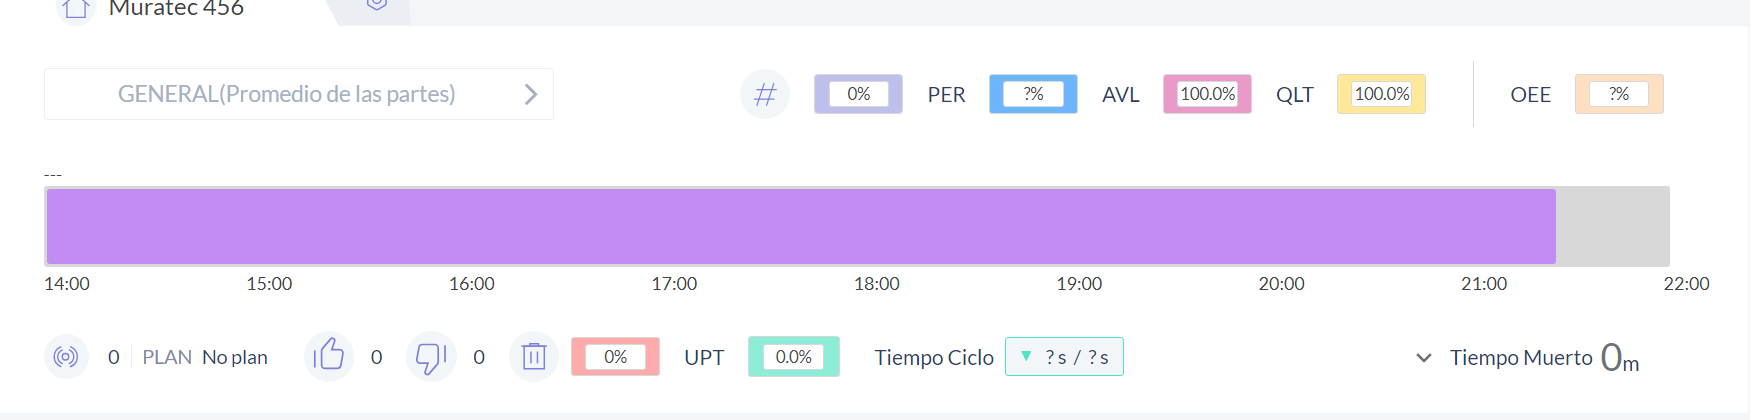 Muratec 456
GENERAL(Promedio de las partes)
# 0% PER ?% AVL 100.0% QLT 100.0% OEE ?%
---
14:00 15:00 16:00 17:00 18:00 19:00 20:00 21:00 22:00
0 PLAN No plan 0 0 0% UPT 0.0% Tiempo Ciclo ▼ ?s / ?s Tiempo Muerto 0m